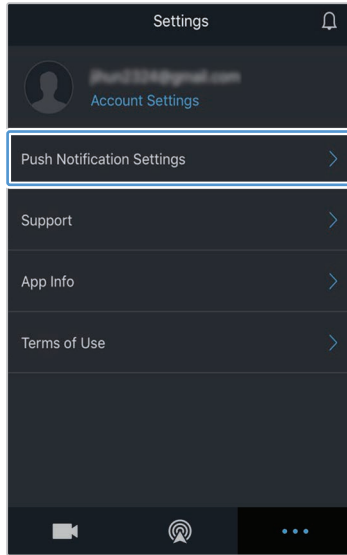 Settings
Account Settings
Push Notification Settings
Support
App Info
Terms of Use